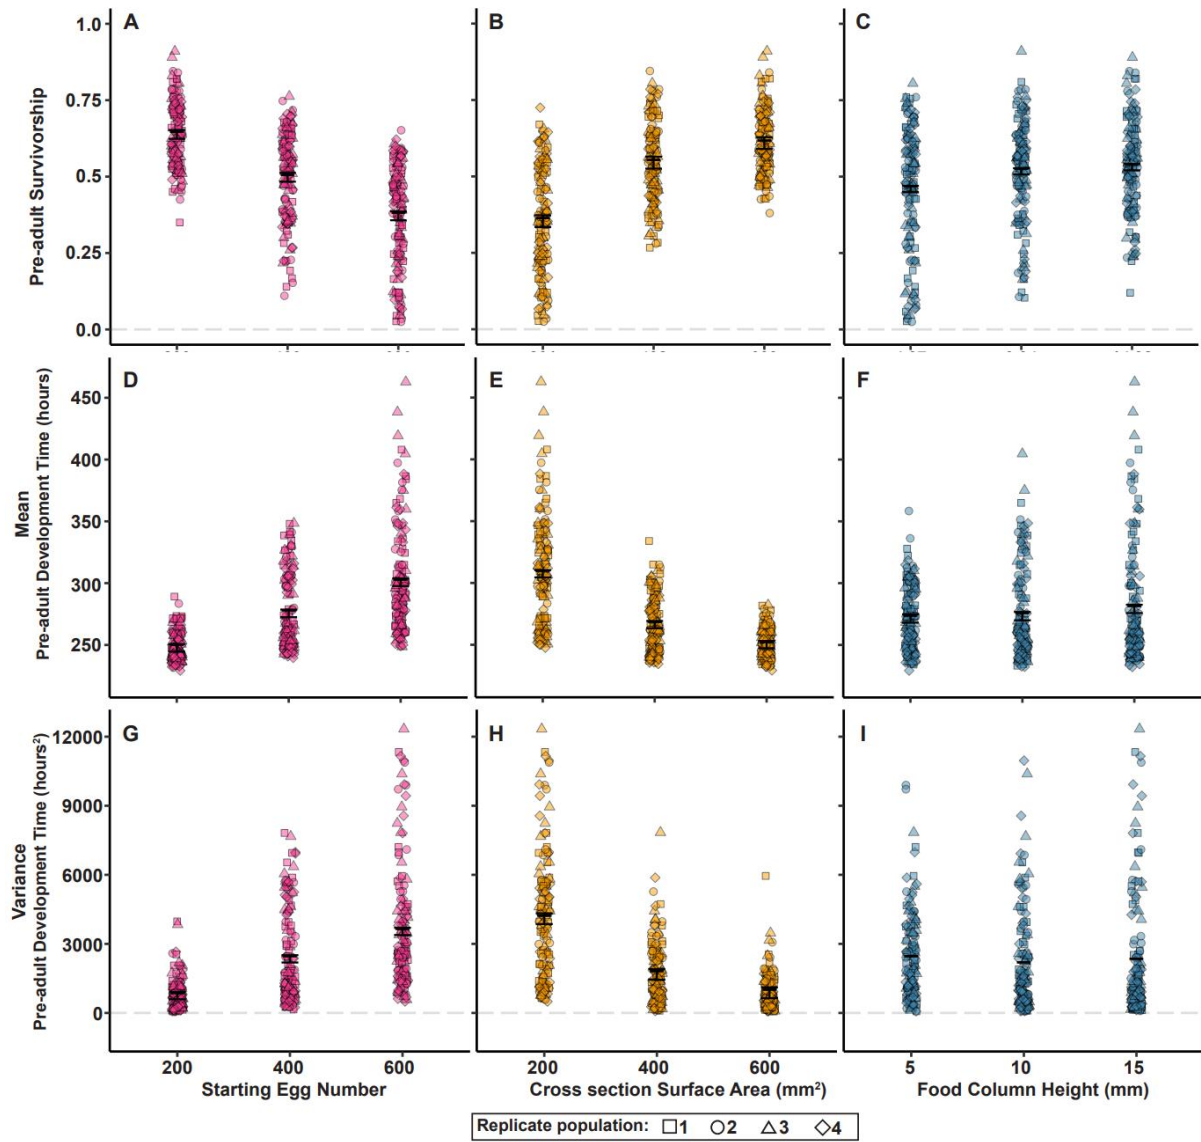 A
B
C
1.0
0.75
0.5
0.25
0.0
Pre-adult Survivorship
D
E
F
450
400
350
300
250
Mean
Pre-adult Development Time (hours)
G
H
I
12000
9000
6000
3000
0
Variance
Pre-adult Development Time (hours²)
200 400 600 200 400 600 5 10 15
Starting Egg Number Cross section Surface Area (mm²) Food Column Height (mm)
Replicate population: 1 2 3 4